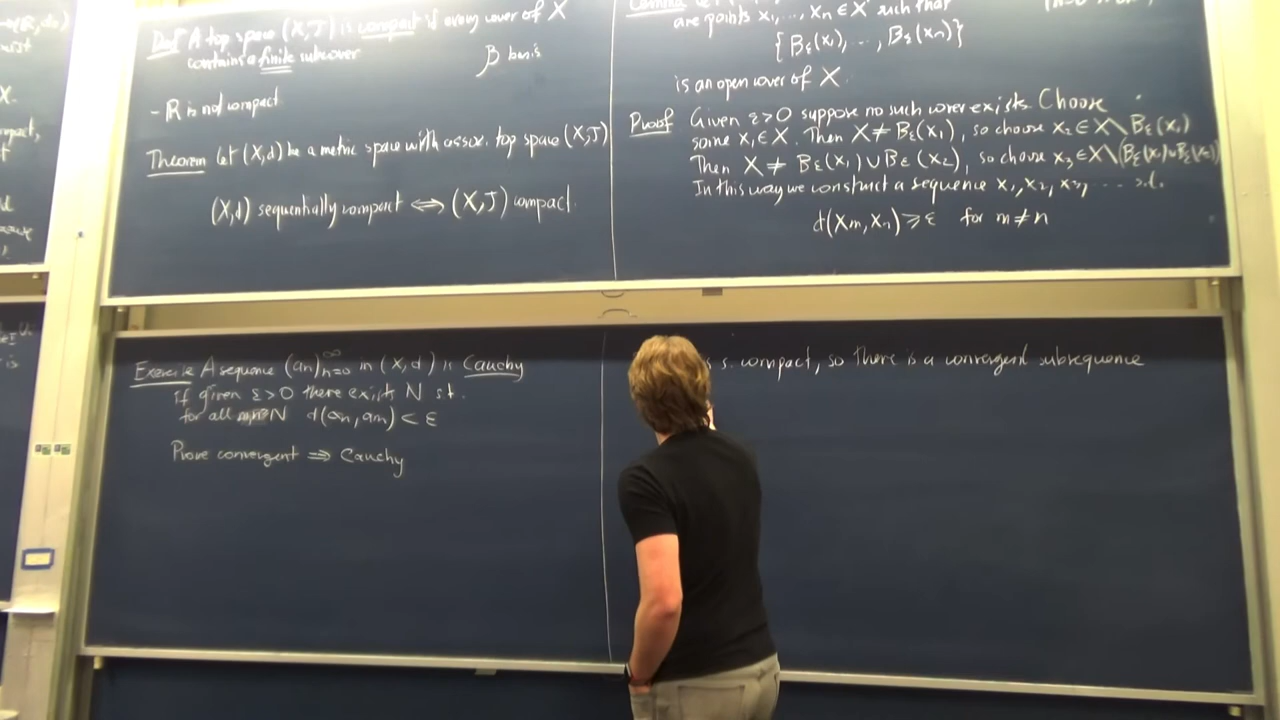 Def A top space (X,J) is compact if every cover of X
contains a finite subcover
β basis
- R is not compact
Theorem Let (X,d) be a metric space with assoc. top space (X,J)
(X,d) sequentially compact ⟺ (X,J) compact.
are points x₁,...,xₙ ∈ X such that
{B_ε(x₁), .., B_ε(xₙ)}
is an open cover of X.
Proof Given ε>0 suppose no such cover exists. Choose
some x₁∈X. Then X ≠ B_ε(x₁), so choose x₂∈X\B_ε(x₁)
Then X ≠ B_ε(x₁)∪B_ε(x₂), so choose x₃∈X\(B_ε(x₁)∪B_ε(x₂))
In this way we construct a sequence x₁,x₂,x₃, ... s.t.
d(xₘ,xₙ)⩾ε for m≠n
Exercise A sequence (aₙ)ₙ₌₀^∞ in (X,d) is Cauchy
if given ε>0 there exists N st.
for all m,n⩾N d(aₙ,aₘ)<ε
Prove convergent ⟹ Cauchy
s. compact, so there is a convergent subsequence